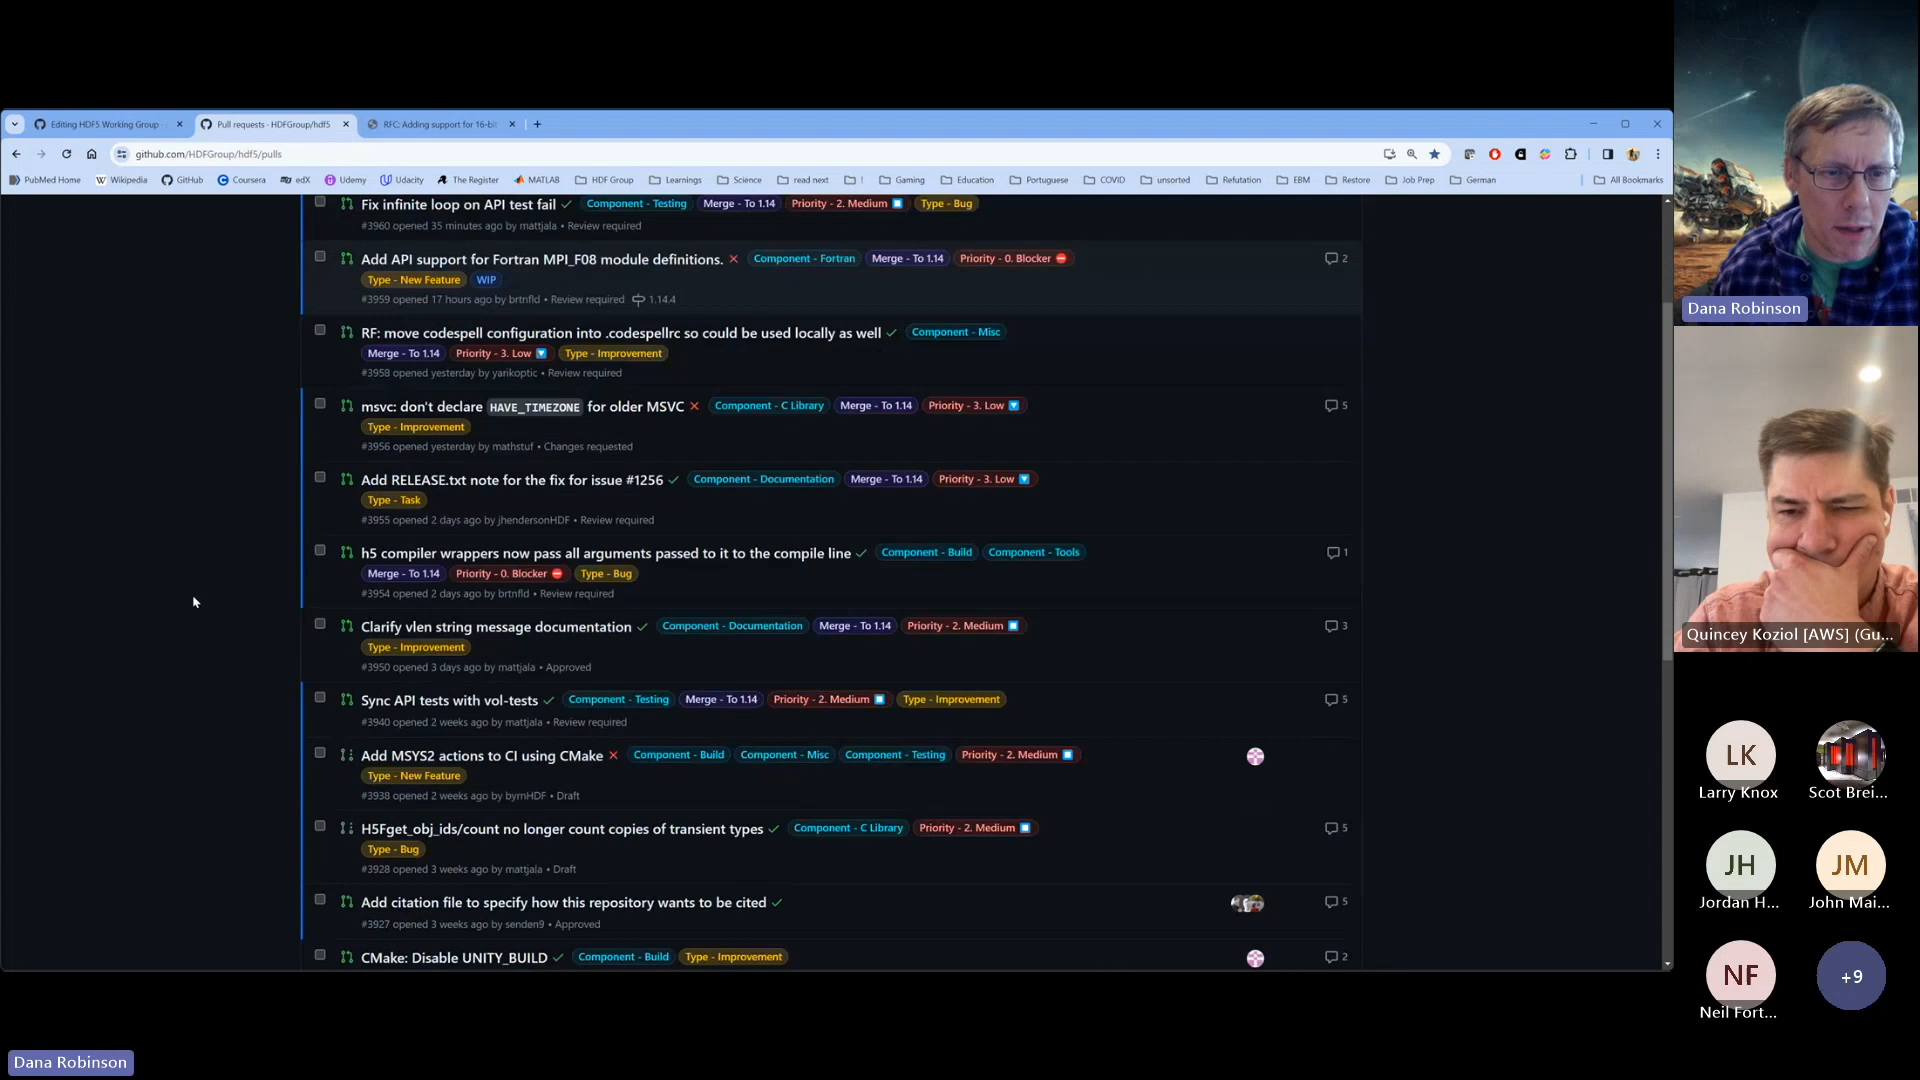 Editing HDF5 Working Group
Pull requests · HDFGroup/hdf5
RFC: Adding support for 16-bit
github.com/HDFGroup/hdf5/pulls
PubMed Home
Wikipedia
GitHub
Coursera
edX
Udemy
Udacity
The Register
MATLAB
HDF Group
Learnings
Science
read next
!
Gaming
Education
Portuguese
COVID
unsorted
Refutation
EBM
Restore
Job Prep
German
All Bookmarks
Fix infinite loop on API test fail Component - Testing Merge - To 1.14 Priority - 2. Medium Type - Bug
#3960 opened 35 minutes ago by mattjala • Review required
Add API support for Fortran MPI_F08 module definitions. Component - Fortran Merge - To 1.14 Priority - 0. Blocker 2
Type - New Feature WIP
#3959 opened 17 hours ago by brtnfld • Review required 1.14.4
RF: move codespell configuration into .codespellrc so could be used locally as well Component - Misc
Merge - To 1.14 Priority - 3. Low Type - Improvement
#3958 opened yesterday by yarikoptic • Review required
msvc: don't declare HAVE_TIMEZONE for older MSVC Component - C Library Merge - To 1.14 Priority - 3. Low 5
Type - Improvement
#3956 opened yesterday by mathstuf • Changes requested
Add RELEASE.txt note for the fix for issue #1256 Component - Documentation Merge - To 1.14 Priority - 3. Low
Type - Task
#3955 opened 2 days ago by jhendersonHDF • Review required
h5 compiler wrappers now pass all arguments passed to it to the compile line Component - Build Component - Tools 1
Merge - To 1.14 Priority - 0. Blocker Type - Bug
#3954 opened 2 days ago by brtnfld • Review required
Clarify vlen string message documentation Component - Documentation Merge - To 1.14 Priority - 2. Medium 3
Type - Improvement
#3950 opened 3 days ago by mattjala • Approved
Sync API tests with vol-tests Component - Testing Merge - To 1.14 Priority - 2. Medium Type - Improvement 5
#3940 opened 2 weeks ago by mattjala • Review required
Add MSYS2 actions to CI using CMake Component - Build Component - Misc Component - Testing Priority - 2. Medium
Type - New Feature
#3938 opened 2 weeks ago by byrnHDF • Draft
H5Fget_obj_ids/count no longer count copies of transient types Component - C Library Priority - 2. Medium 5
Type - Bug
#3928 opened 3 weeks ago by mattjala • Draft
Add citation file to specify how this repository wants to be cited 5
#3927 opened 3 weeks ago by senden9 • Approved
CMake: Disable UNITY_BUILD Component - Build Type - Improvement 2
Dana Robinson
Quincey Koziol [AWS] (Gu...
LK
Larry Knox
Scot Brei...
JH
Jordan H...
JM
John Mai...
NF
Neil Fort...
+9
Dana Robinson